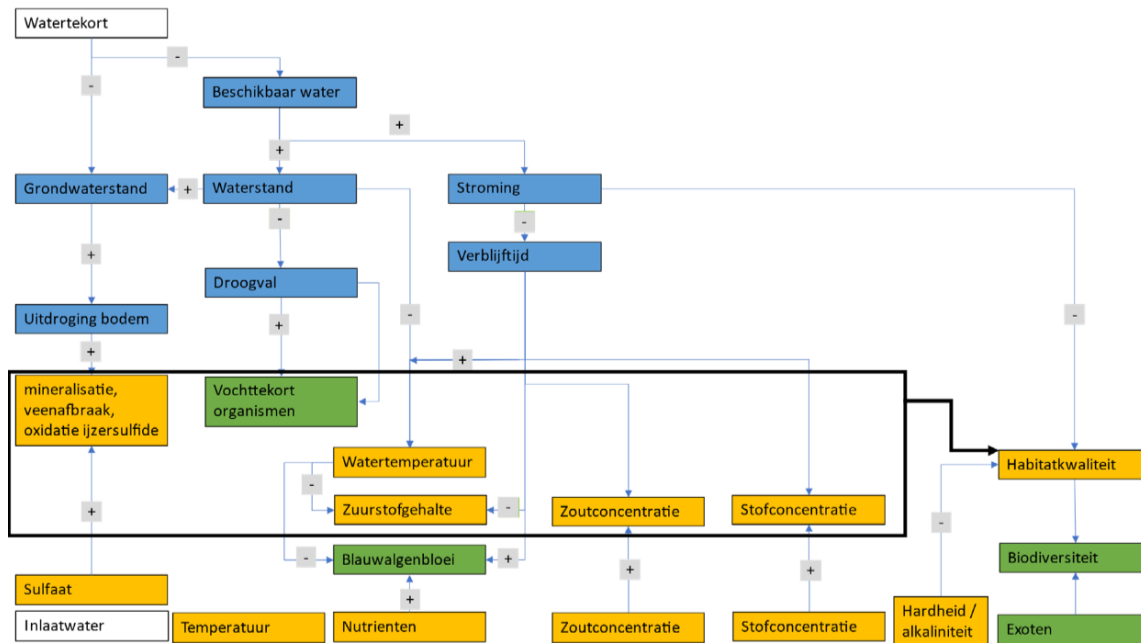 Watertekort
-
-
Beschikbaar water
+
+
Grondwaterstand
+
Waterstand
Stroming
-
-
Verblijftijd
+
Droogval
-
-
Uitdroging bodem
+
+
+
mineralisatie,
veenafbraak,
oxidatie ijzersulfide
Vochttekort
organismen
Watertemperatuur
Habitatkwaliteit
-
Zuurstofgehalte
-
Zoutconcentratie
Stofconcentratie
+
-
-
Blauwalgenbloei
+
+
+
Biodiversiteit
Sulfaat
+
Inlaatwater
Temperatuur
Nutrienten
Zoutconcentratie
Stofconcentratie
Hardheid /
alkaliniteit
Exoten